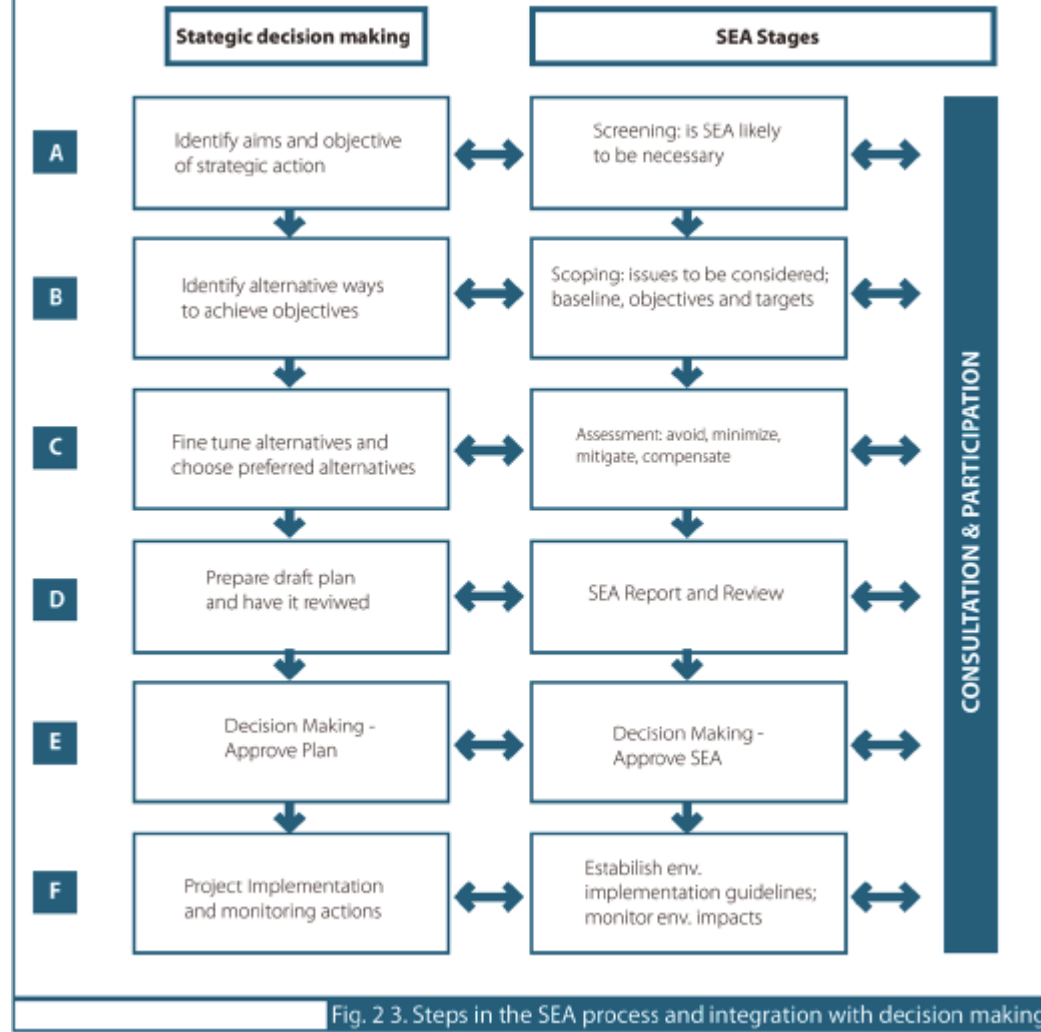 Stategic decision making
SEA Stages
A
Identify aims and objective
of strategic action
Screening: is SEA likely
to be necessary
B
Identify alternative ways
to achieve objectives
Scoping: issues to be considered;
baseline, objectives and targets
C
Fine tune alternatives and
choose preferred alternatives
Assessment: avoid, minimize,
mitigate, compensate
D
Prepare draft plan
and have it reviwed
SEA Report and Review
E
Decision Making -
Approve Plan
Decision Making -
Approve SEA
F
Project Implementation
and monitoring actions
Estabilish env.
implementation guidelines;
monitor env. impacts
CONSULTATION & PARTICIPATION
Fig. 2 3. Steps in the SEA process and integration with decision making